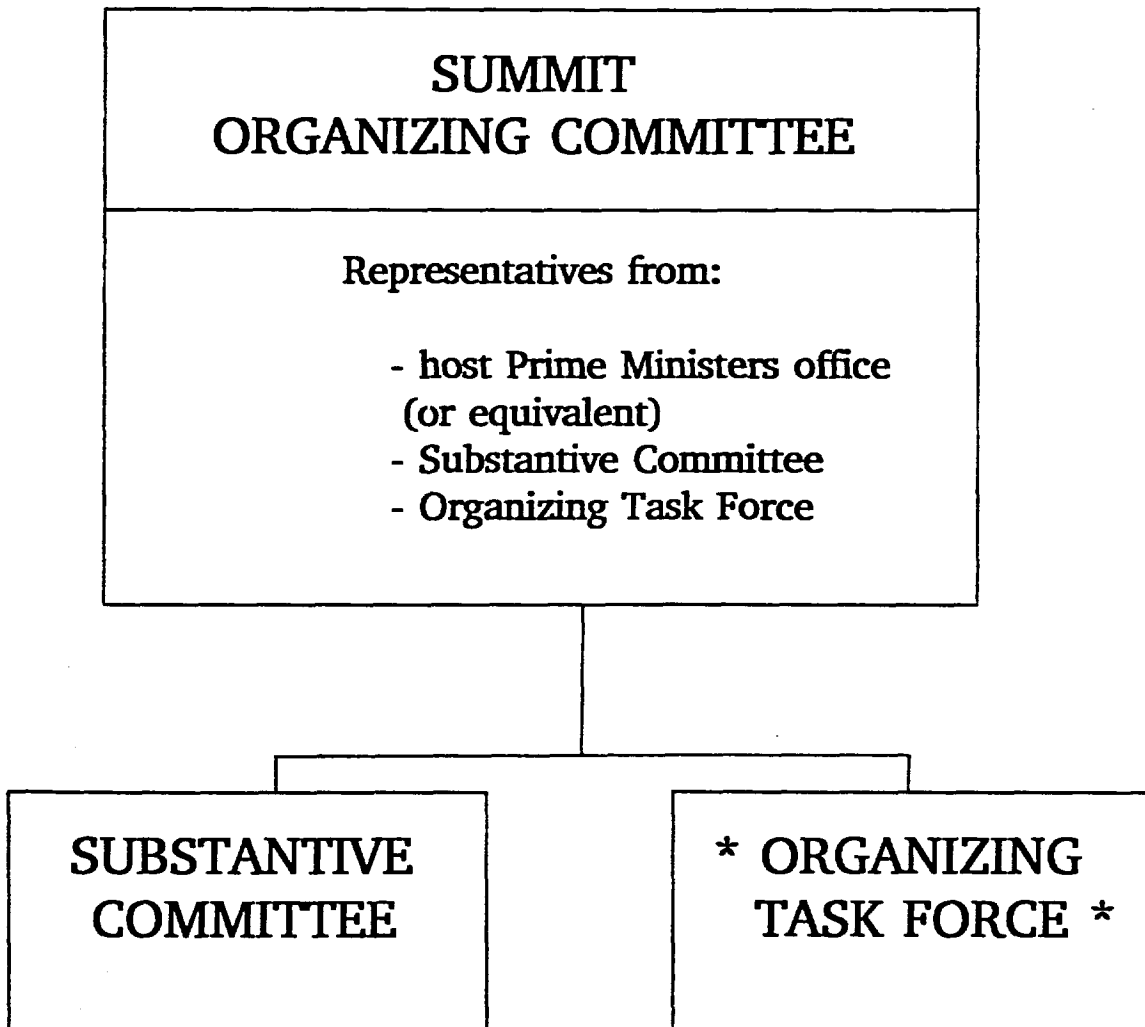 SUMMIT
ORGANIZING COMMITTEE
Representatives from:
- host Prime Ministers office
(or equivalent)
- Substantive Committee
- Organizing Task Force
SUBSTANTIVE
COMMITTEE
* ORGANIZING
TASK FORCE *